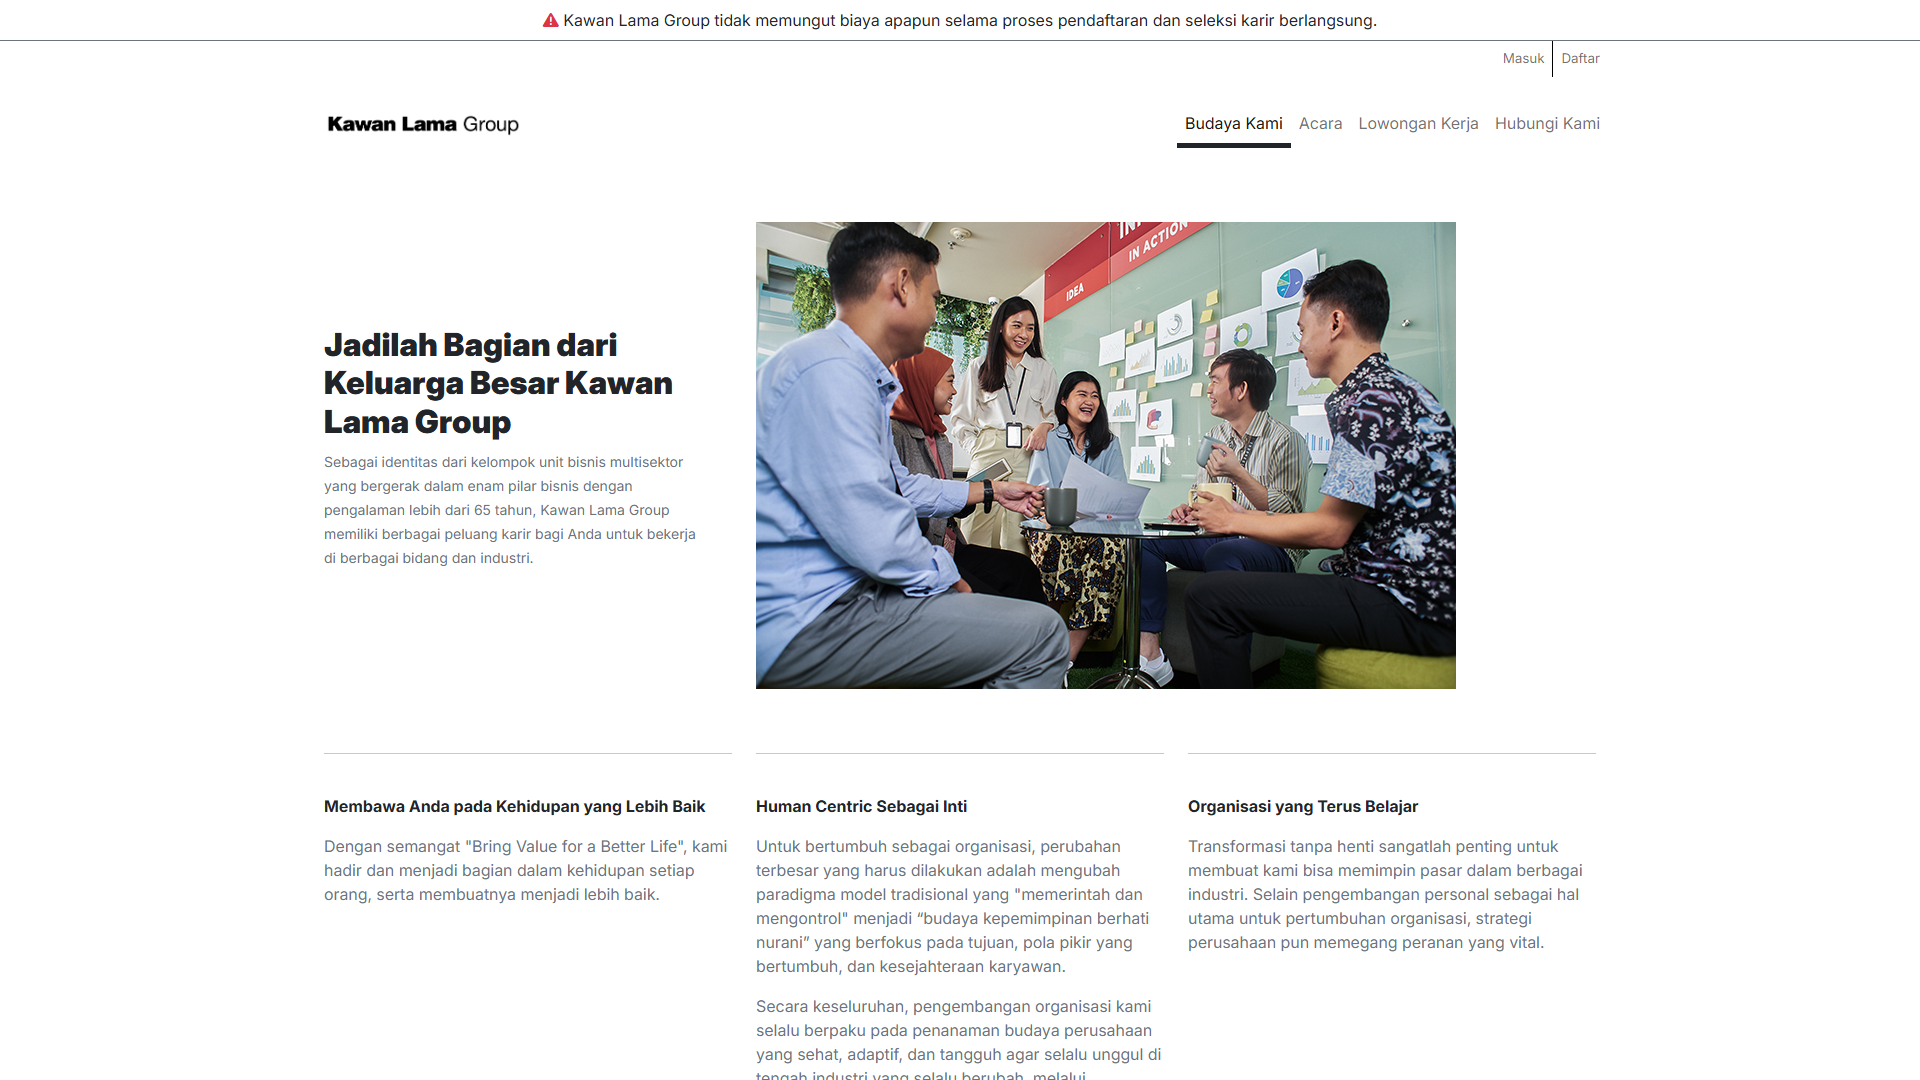 Kawan Lama Group tidak memungut biaya apapun selama proses pendaftaran dan seleksi karir berlangsung.
Masuk
Daftar
Kawan Lama Group
Budaya Kami
Acara
Lowongan Kerja
Hubungi Kami
IN ACTION
IDEA
Jadilah Bagian dari
Keluarga Besar Kawan
Lama Group
Sebagai identitas dari kelompok unit bisnis multisektor
yang bergerak dalam enam pilar bisnis dengan
pengalaman lebih dari 65 tahun, Kawan Lama Group
memiliki berbagai peluang karir bagi Anda untuk bekerja
di berbagai bidang dan industri.
Membawa Anda pada Kehidupan yang Lebih Baik
Dengan semangat "Bring Value for a Better Life", kami
hadir dan menjadi bagian dalam kehidupan setiap
orang, serta membuatnya menjadi lebih baik.
Human Centric Sebagai Inti
Untuk bertumbuh sebagai organisasi, perubahan
terbesar yang harus dilakukan adalah mengubah
paradigma model tradisional yang "memerintah dan
mengontrol" menjadi “budaya kepemimpinan berhati
nurani” yang berfokus pada tujuan, pola pikir yang
bertumbuh, dan kesejahteraan karyawan.
Secara keseluruhan, pengembangan organisasi kami
selalu berpaku pada penanaman budaya perusahaan
yang sehat, adaptif, dan tangguh agar selalu unggul di
tengah industri yang selalu berubah, melalui
Organisasi yang Terus Belajar
Transformasi tanpa henti sangatlah penting untuk
membuat kami bisa memimpin pasar dalam berbagai
industri. Selain pengembangan personal sebagai hal
utama untuk pertumbuhan organisasi, strategi
perusahaan pun memegang peranan yang vital.